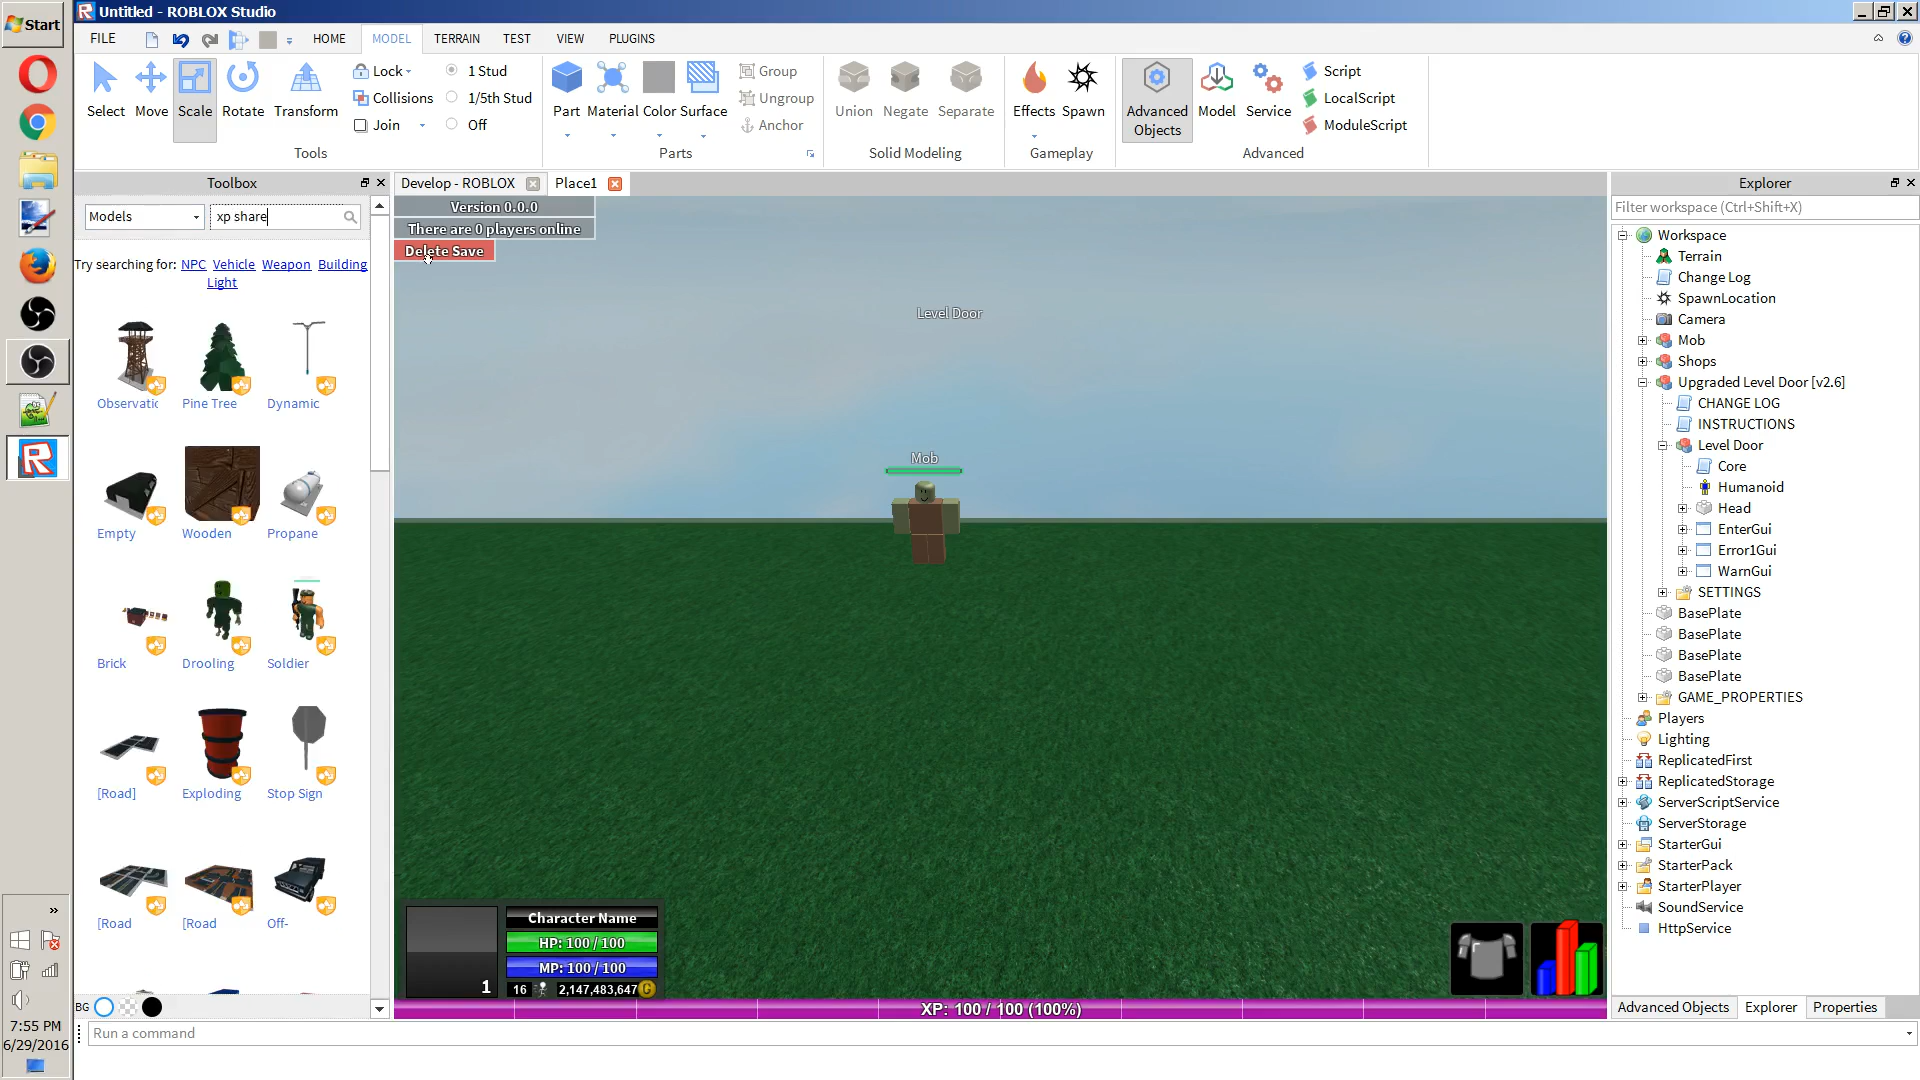 Start
Untitled - ROBLOX Studio
FILE
HOME
MODEL
TERRAIN
TEST
VIEW
PLUGINS
Select
Move
Scale
Rotate
Transform
Lock
Collisions
Join
1 Stud
1/5th Stud
Off
Tools
Part
Material
Color
Surface
Group
Ungroup
Anchor
Parts
Union
Negate
Separate
Solid Modeling
Effects
Spawn
Gameplay
Advanced
Objects
Model
Service
Script
LocalScript
ModuleScript
Advanced
Toolbox
Models
xp share
Try searching for: NPC Vehicle Weapon Building
Light
Observatic
Pine Tree
Dynamic
Empty
Wooden
Propane
Brick
Drooling
Soldier
[Road]
Exploding
Stop Sign
[Road
[Road
Off-
BG
Develop - ROBLOX
Place1
Version 0.0.0
There are 0 players online
Delete Save
Level Door
Mob
Character Name
HP: 100 / 100
MP: 100 / 100
1
16
2,147,483,647
C
XP: 100 / 100 (100%)
Explorer
Filter workspace (Ctrl+Shift+X)
Workspace
Terrain
Change Log
SpawnLocation
Camera
Mob
Shops
Upgraded Level Door [v2.6]
CHANGE LOG
INSTRUCTIONS
Level Door
Core
Humanoid
Head
EnterGui
Error1Gui
WarnGui
SETTINGS
BasePlate
BasePlate
BasePlate
BasePlate
GAME_PROPERTIES
Players
Lighting
ReplicatedFirst
ReplicatedStorage
ServerScriptService
ServerStorage
StarterGui
StarterPack
StarterPlayer
SoundService
HttpService
Advanced Objects
Explorer
Properties
Run a command
7:55 PM
6/29/2016